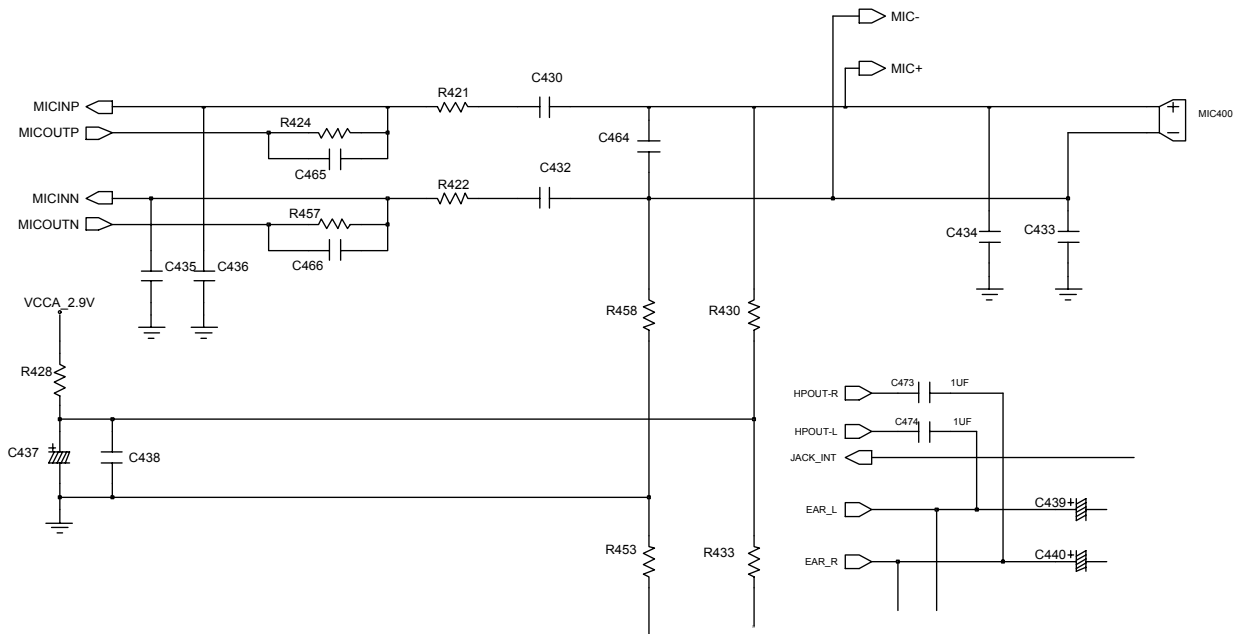 MIC-
MIC+
C430
R421
MICINP
MIC400
+
R424
MICOUTP
C464
−
C465
C432
R422
MICINN
R457
MICOUTN
C434
C433
C466
C435
C436
VCCA_2.9V
R458
R430
R428
C473
1UF
HPOUT-R
C474
1UF
HPOUT-L
+
C437
C438
JACK_INT
C439+
EAR_L
R453
R433
C440+
EAR_R